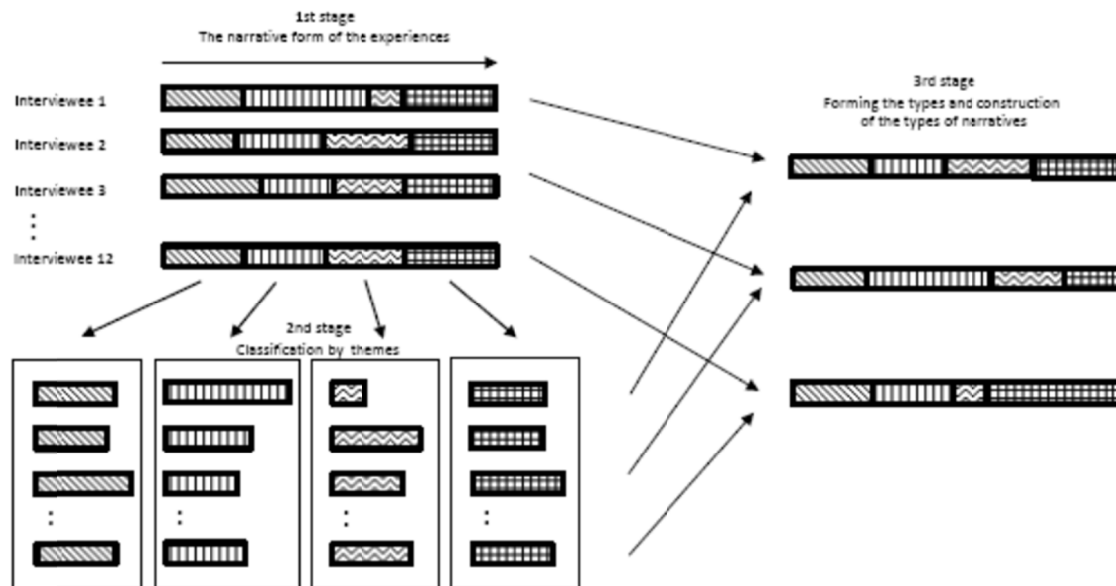 1st stage
The narrative form of the experiences
Interviewee 1
Interviewee 2
Interviewee 3
Interviewee 12
2nd stage
Classification by themes
3rd stage
Forming the types and construction
of the types of narratives